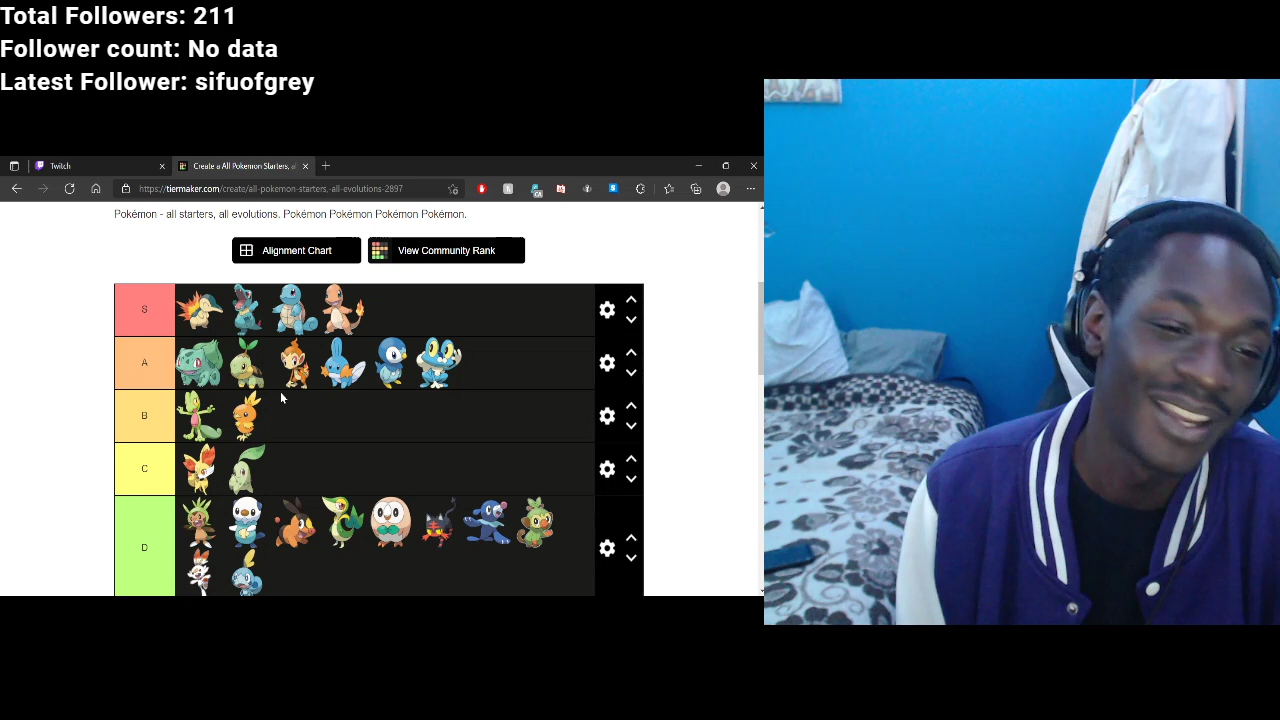 Total Followers: 211
Follower count: No data
Latest Follower: sifuofgrey
Twitch
Create a All Pokemon Starters, a
https://tiermaker.com/create/all-pokemon-starters,-all-evolutions-2897
Pokémon - all starters, all evolutions. Pokémon Pokémon Pokémon Pokémon.
Alignment Chart
View Community Rank
S
A
B
C
D